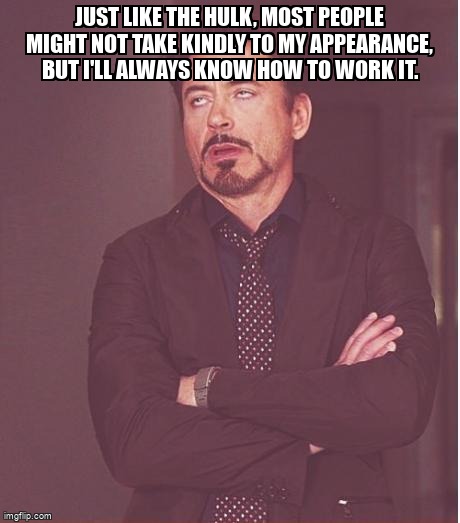 JUST LIKE THE HULK, MOST PEOPLE
MIGHT NOT TAKE KINDLY TO MY APPEARANCE,
BUT I'LL ALWAYS KNOW HOW TO WORK IT.
imgflip.com